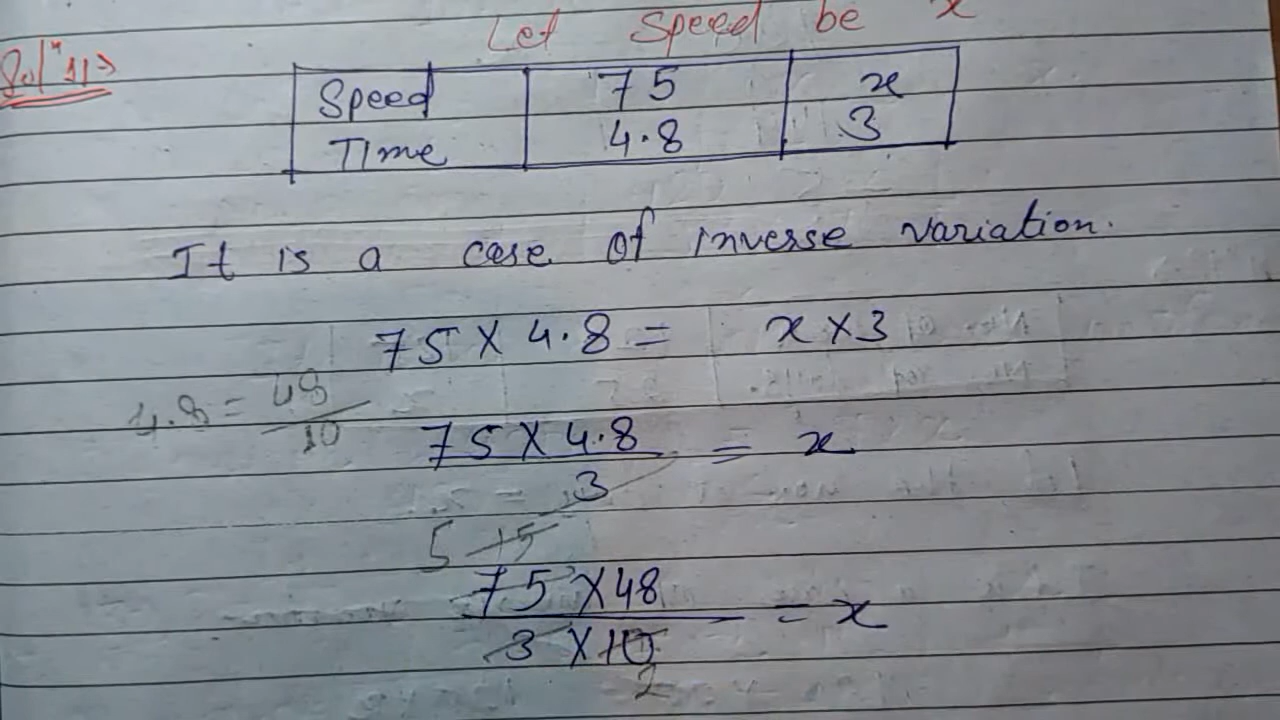 Let Speed be x
Solⁿ 11>
Speed 75 x
Time 4.8 3
It is a case of inverse variation.
75 × 4.8 = x × 3
4.8 = 48/10
75 × 4.8 / 3 = x
5 15
75 × 48 / 3 × 10 = x
2